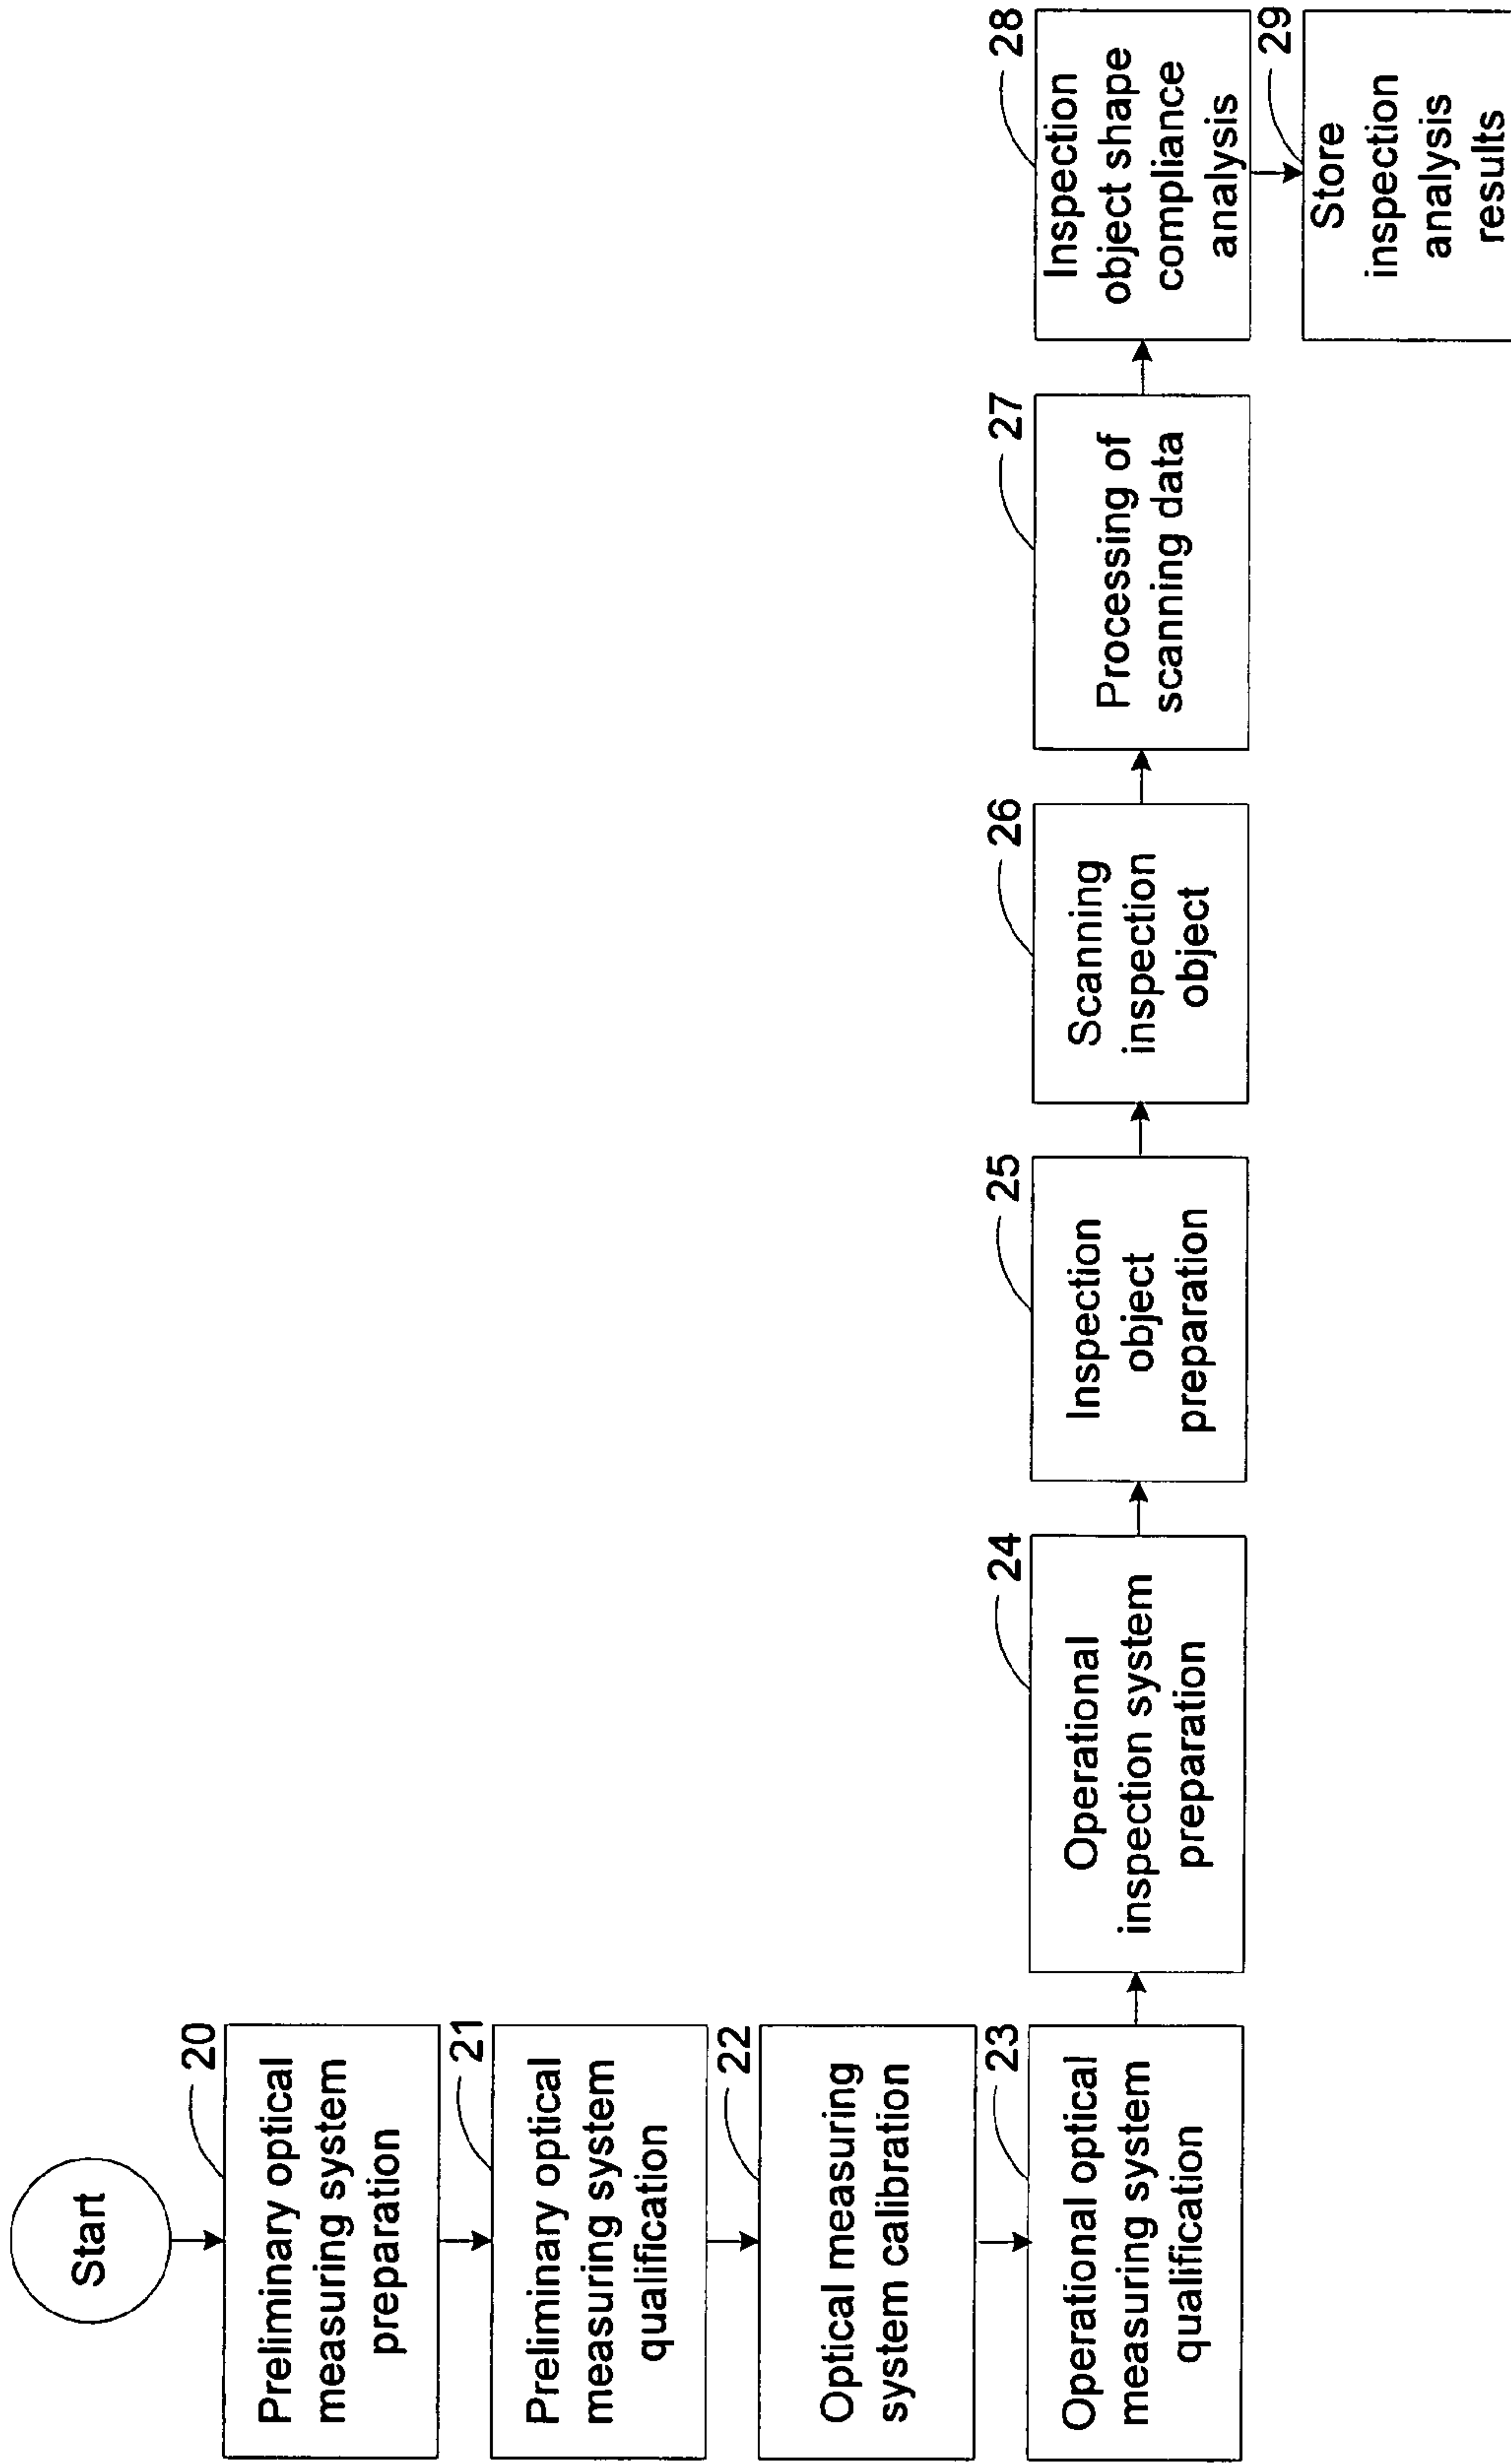 Start
20
Preliminary optical
measuring system
preparation
21
Preliminary optical
measuring system
qualification
22
Optical measuring
system calibration
23
Operational optical
measuring system
qualification
24
Operational
inspection system
preparation
25
Inspection
object
preparation
26
Scanning
inspection
object
27
Processing of
scanning data
28
Inspection
object shape
compliance
analysis
29
Store
inspection
analysis
results